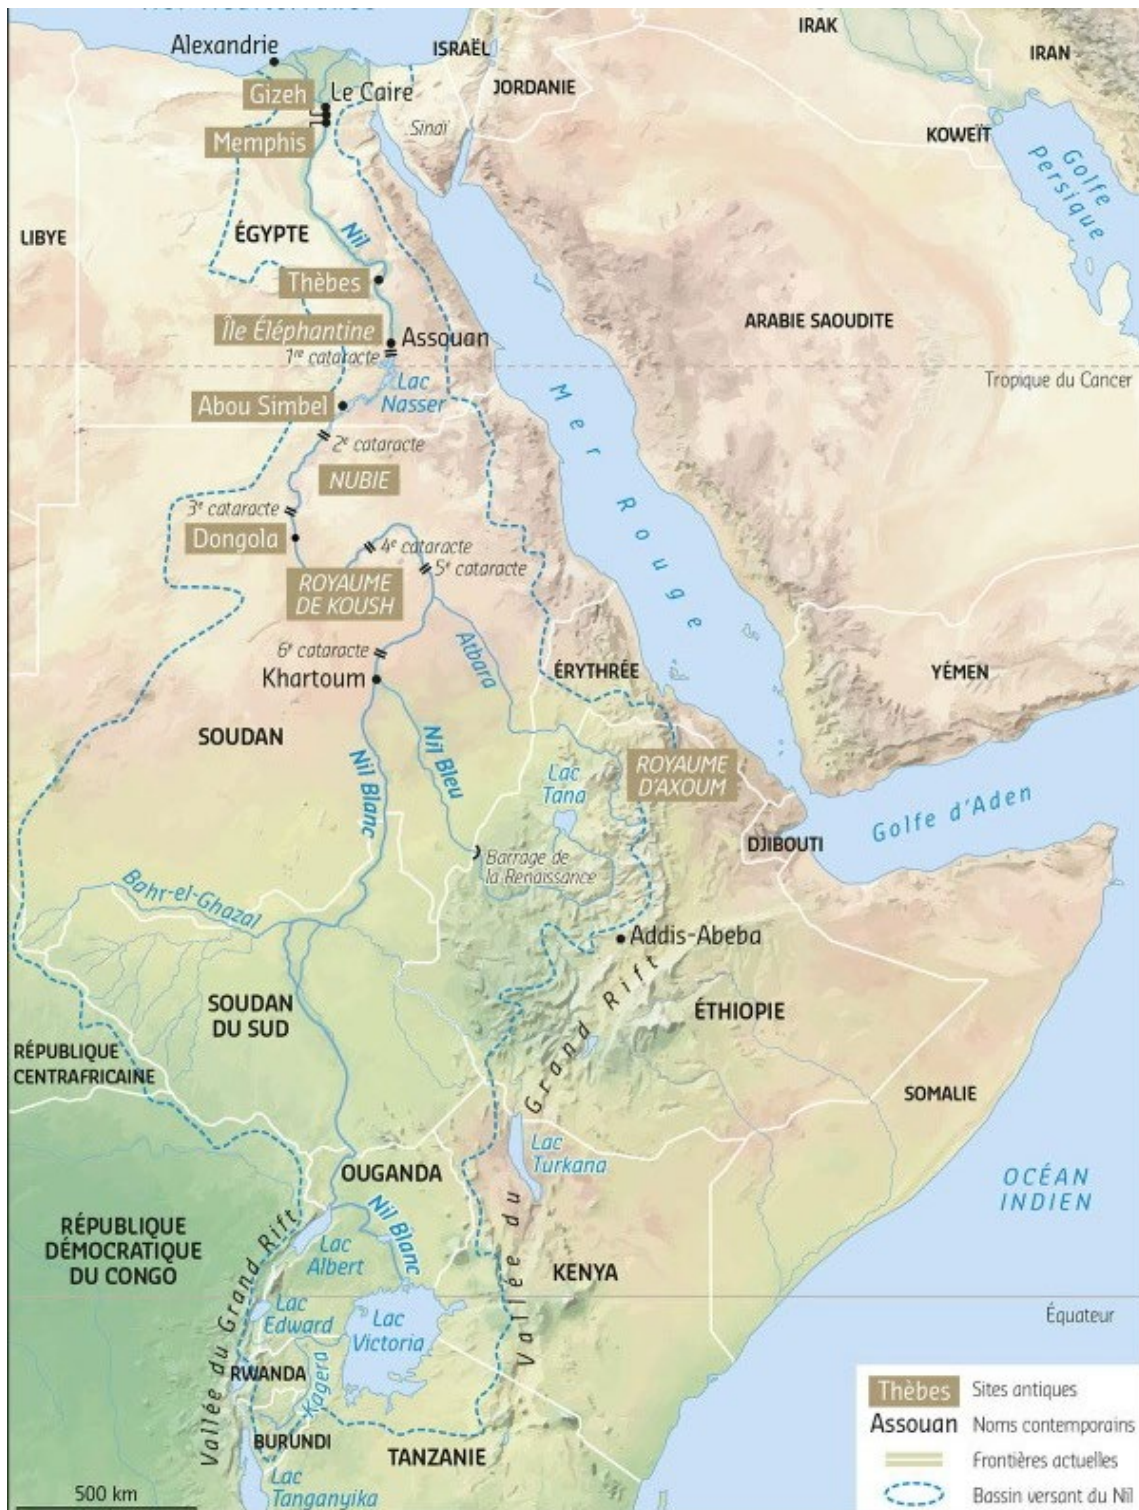 Mer Méditerranée
Alexandrie
ISRAËL
IRAK
IRAN
JORDANIE
Gizeh
Le Caire
Sinaï
Memphis
KOWEÏT
Golfe
Persique
LIBYE
ÉGYPTE
Nil
Thèbes
ARABIE SAOUDITE
Île Éléphantine
Assouan
1re cataracte
Tropique du Cancer
Lac
Nasser
Abou Simbel
Mer Rouge
2e cataracte
NUBIE
3e cataracte
Dongola
4e cataracte
5e cataracte
ROYAUME
DE KOUSH
6e cataracte
Atbara
Khartoum
ÉRYTHRÉE
YÉMEN
SOUDAN
Nil Bleu
Nil Blanc
ROYAUME
D'AXOUM
Lac
Tana
Golfe d'Aden
DJIBOUTI
Barrage de
la Renaissance
Bahr-el-Ghazal
Addis-Abeba
SOUDAN
DU SUD
ÉTHIOPIE
RÉPUBLIQUE
CENTRAFRICAINE
SOMALIE
Vallée du Grand Rift
Lac
Turkana
OUGANDA
OCÉAN
INDIEN
Nil Blanc
RÉPUBLIQUE
DÉMOCRATIQUE
DU CONGO
Lac
Albert
KENYA
Vallée du Grand Rift
Lac
Edward
Lac
Victoria
Équateur
RWANDA
Kagera
BURUNDI
TANZANIE
Lac
Tanganyika
500 km
Thèbes Sites antiques
Assouan Noms contemporains
Frontières actuelles
Bassin versant du Nil